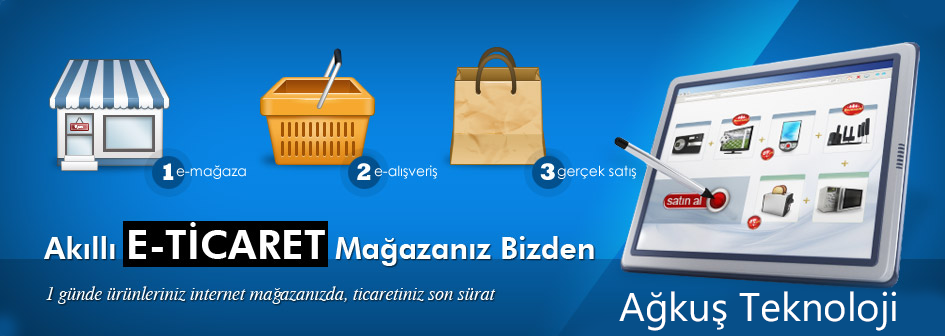 1 e-mağaza
2 e-alışveriş
3 gerçek satış
satın al
Akıllı E-TİCARET Mağazanız Bizden
1 günde ürünleriniz internet mağazanızda, ticaretiniz son sürat
Ağkuş Teknoloji